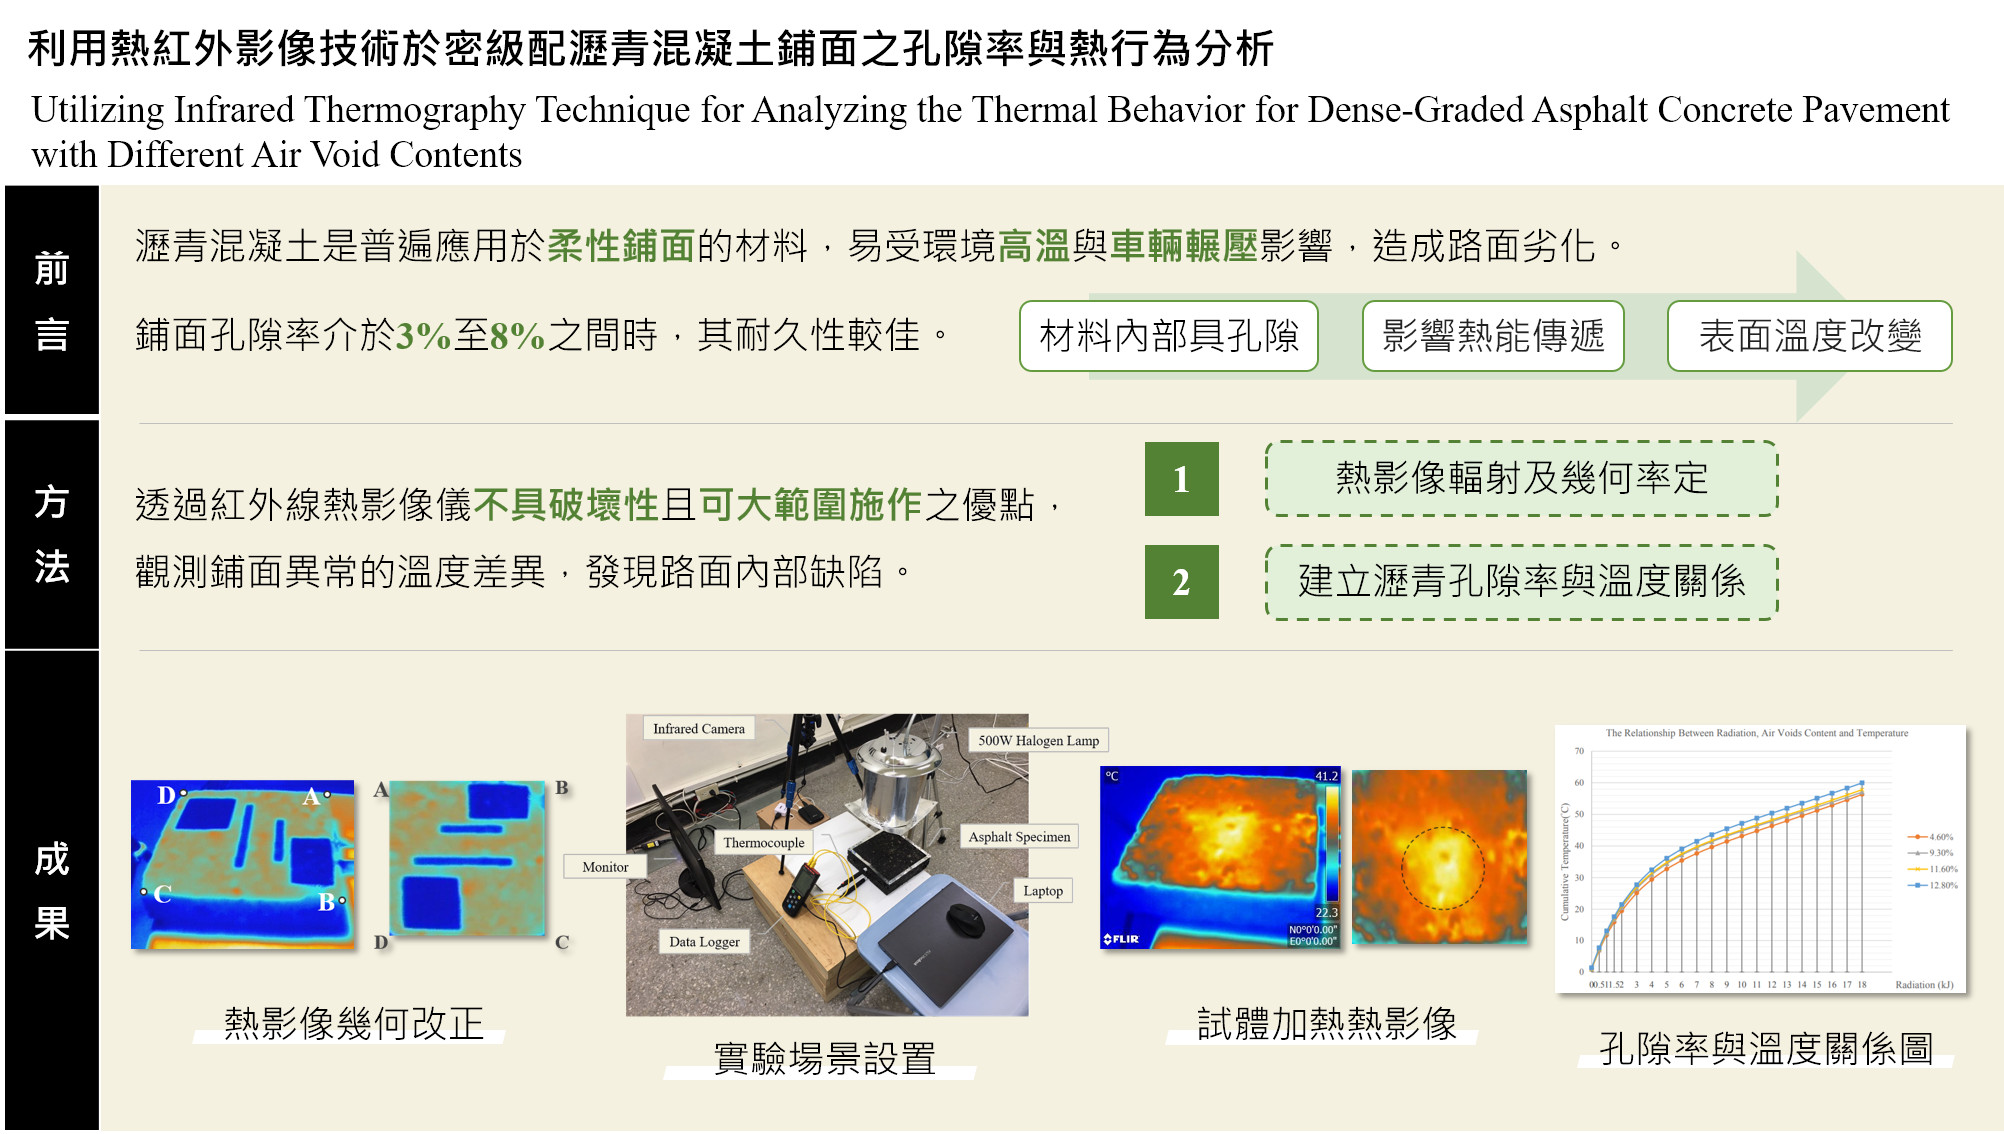 利用熱紅外影像技術於密級配瀝青混凝土鋪面之孔隙率與熱行為分析
Utilizing Infrared Thermography Technique for Analyzing the Thermal Behavior for Dense-Graded Asphalt Concrete Pavement
with Different Air Void Contents
前言
瀝青混凝土是普遍應用於柔性鋪面的材料，易受環境高溫與車輛輾壓影響，造成路面劣化。
鋪面孔隙率介於3%至8%之間時，其耐久性較佳。
材料內部具孔隙
影響熱能傳遞
表面溫度改變
方法
透過紅外線熱影像儀不具破壞性且可大範圍施作之優點，
觀測鋪面異常的溫度差異，發現路面內部缺陷。
1
熱影像輻射及幾何率定
2
建立瀝青孔隙率與溫度關係
成果
D
A
C
B
A
B
D
C
熱影像幾何改正
Infrared Camera
500W Halogen Lamp
Thermocouple
Asphalt Specimen
Monitor
Laptop
Data Logger
實驗場景設置
°C
41.2
22.3
N0°0'0.00"
E0°0'0.00"
FLIR
試體加熱熱影像
The Relationship Between Radiation, Air Voids Content and Temperature
Cumulative Temperature(℃)
70
60
50
40
30
20
10
0
0 0.5 1 1.5 2 3 4 5 6 7 8 9 10 11 12 13 14 15 16 17 18
Radiation (kJ)
4.60%
9.30%
11.60%
12.80%
孔隙率與溫度關係圖